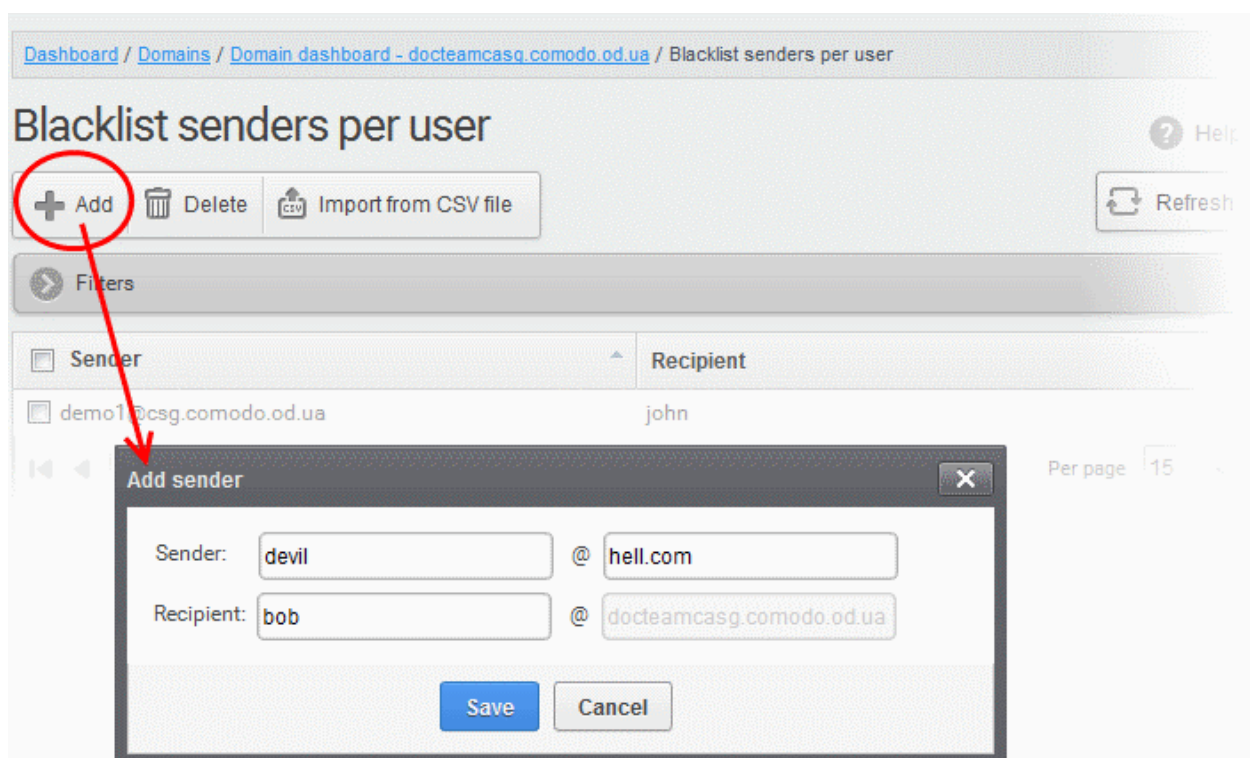 Dashboard / Domains / Domain dashboard - docteamcasg.comodo.od.ua / Blacklist senders per user
Blacklist senders per user
Help
Add Delete CSV Import from CSV file Refresh
Filters
Sender Recipient
demo1@csg.comodo.od.ua john
Per page 15
Add sender
Sender: devil @ hell.com
Recipient: bob @ docteamcasg.comodo.od.ua
Save Cancel